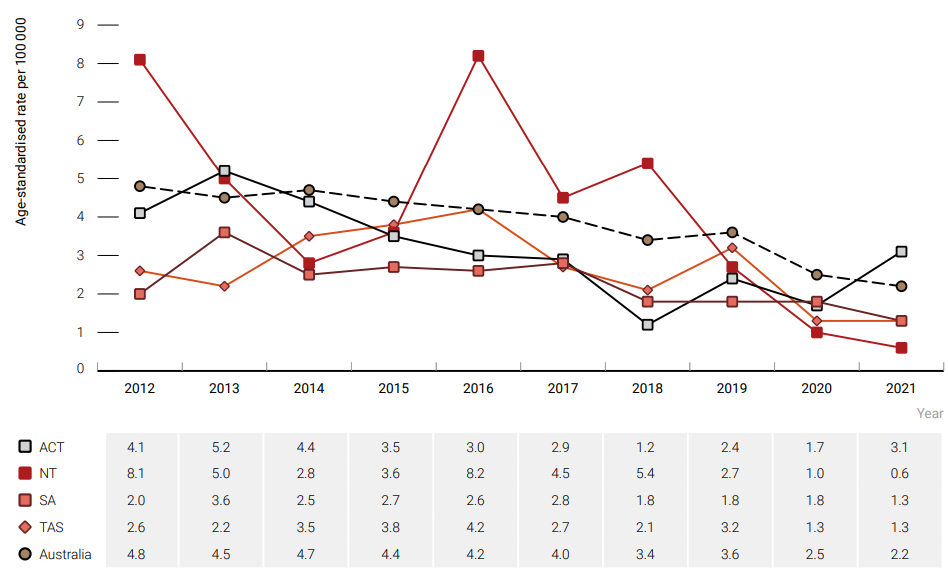 Age-standardised rate per 100 000
9
8
7
6
5
4
3
2
1
0
2012 2013 2014 2015 2016 2017 2018 2019 2020 2021
Year
ACT 4.1 5.2 4.4 3.5 3.0 2.9 1.2 2.4 1.7 3.1
NT 8.1 5.0 2.8 3.6 8.2 4.5 5.4 2.7 1.0 0.6
SA 2.0 3.6 2.5 2.7 2.6 2.8 1.8 1.8 1.8 1.3
TAS 2.6 2.2 3.5 3.8 4.2 2.7 2.1 3.2 1.3 1.3
Australia 4.8 4.5 4.7 4.4 4.2 4.0 3.4 3.6 2.5 2.2